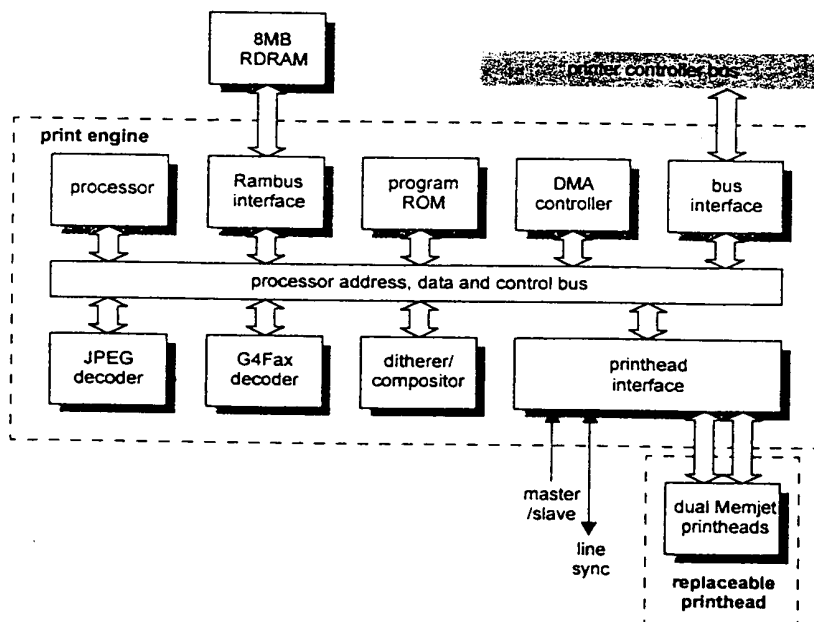 8MB
RDRAM
printer controller bus
print engine
processor
Rambus
interface
program
ROM
DMA
controller
bus
interface
processor address, data and control bus
JPEG
decoder
G4Fax
decoder
ditherer/
compositor
printhead
interface
master
/slave
line
sync
dual Memjet
printheads
replaceable
printhead